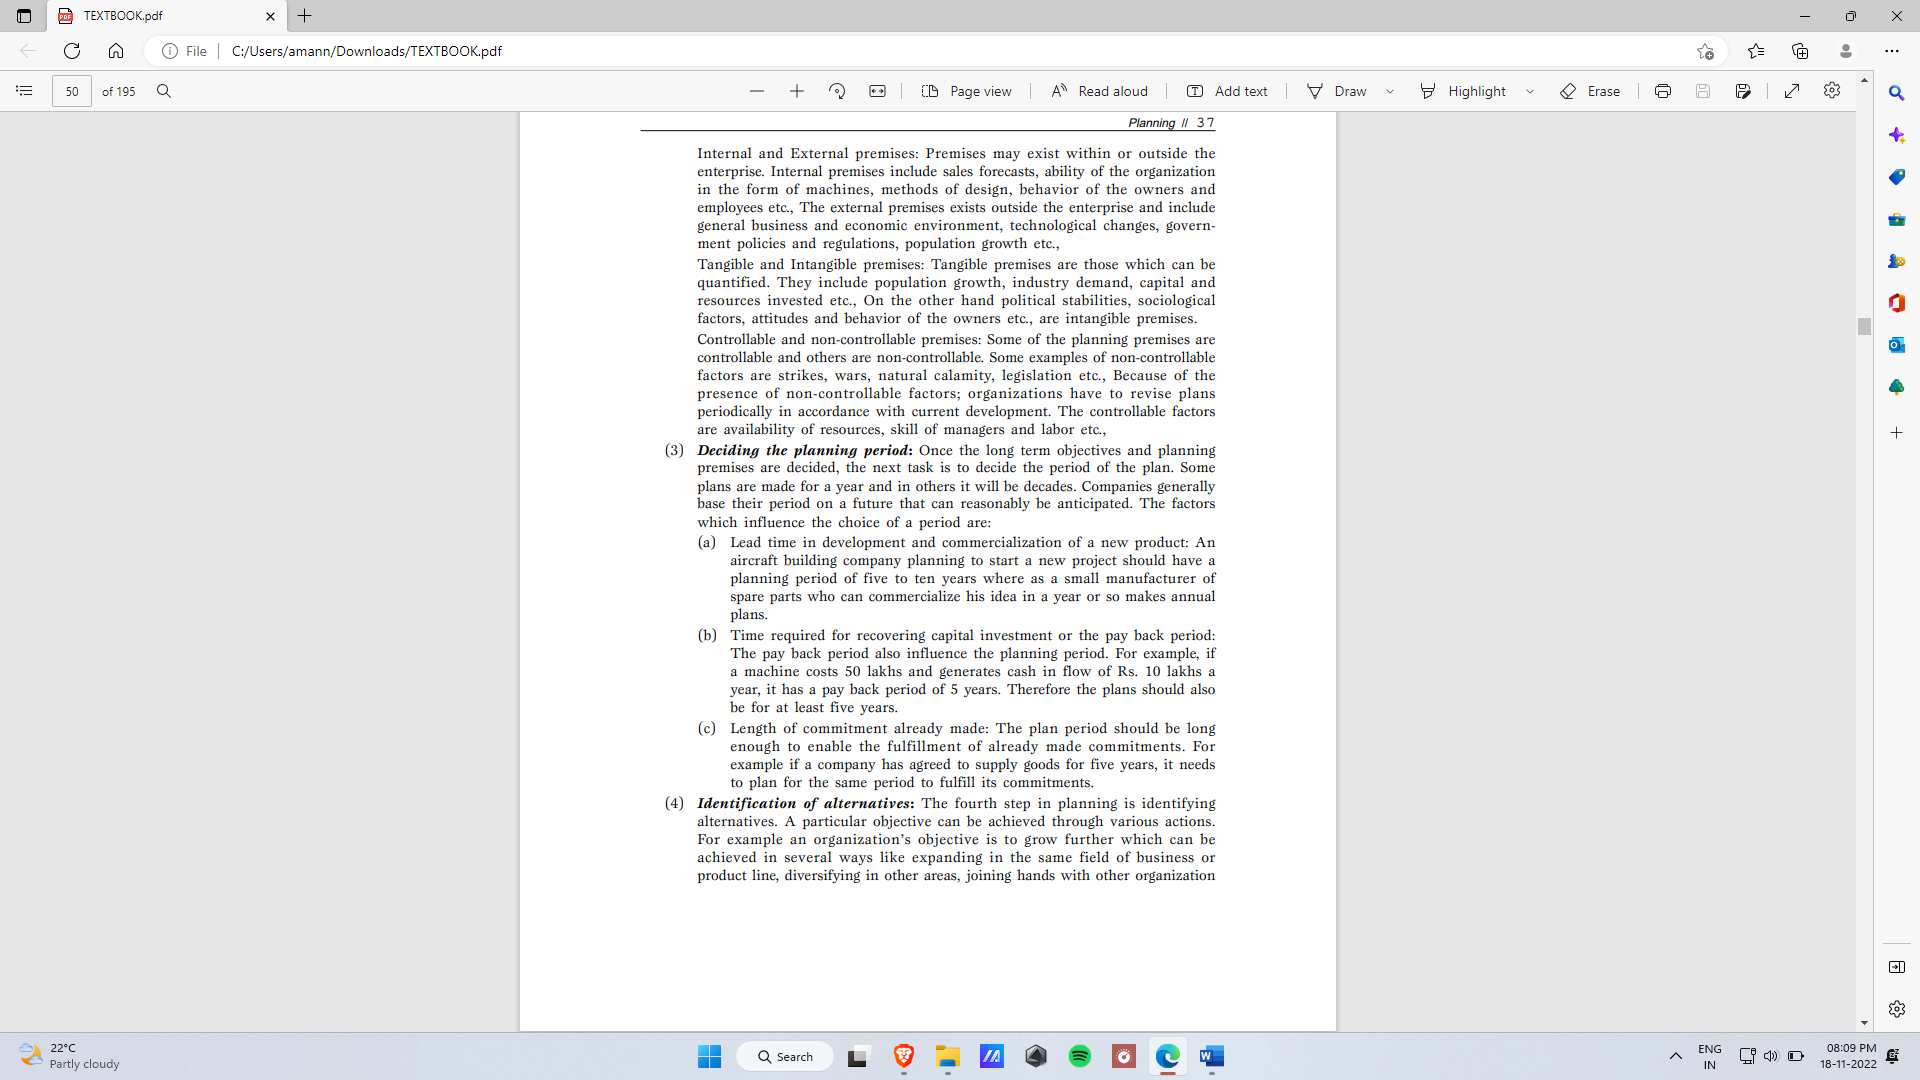 TEXTBOOK.pdf
File
C:/Users/amann/Downloads/TEXTBOOK.pdf
50 of 195
Page view
Read aloud
Add text
Draw
Highlight
Erase
Planning // 37
Internal and External premises: Premises may exist within or outside the
enterprise. Internal premises include sales forecasts, ability of the organization
in the form of machines, methods of design, behavior of the owners and
employees etc., The external premises exists outside the enterprise and include
general business and economic environment, technological changes, govern-
ment policies and regulations, population growth etc.,
Tangible and Intangible premises: Tangible premises are those which can be
quantified. They include population growth, industry demand, capital and
resources invested etc., On the other hand political stabilities, sociological
factors, attitudes and behavior of the owners etc., are intangible premises.
Controllable and non-controllable premises: Some of the planning premises are
controllable and others are non-controllable. Some examples of non-controllable
factors are strikes, wars, natural calamity, legislation etc., Because of the
presence of non-controllable factors; organizations have to revise plans
periodically in accordance with current development. The controllable factors
are availability of resources, skill of managers and labor etc.,
(3) Deciding the planning period: Once the long term objectives and planning
premises are decided, the next task is to decide the period of the plan. Some
plans are made for a year and in others it will be decades. Companies generally
base their period on a future that can reasonably be anticipated. The factors
which influence the choice of a period are:
(a) Lead time in development and commercialization of a new product: An
aircraft building company planning to start a new project should have a
planning period of five to ten years where as a small manufacturer of
spare parts who can commercialize his idea in a year or so makes annual
plans.
(b) Time required for recovering capital investment or the pay back period:
The pay back period also influence the planning period. For example, if
a machine costs 50 lakhs and generates cash in flow of Rs. 10 lakhs a
year, it has a pay back period of 5 years. Therefore the plans should also
be for at least five years.
(c) Length of commitment already made: The plan period should be long
enough to enable the fulfillment of already made commitments. For
example if a company has agreed to supply goods for five years, it needs
to plan for the same period to fulfill its commitments.
(4) Identification of alternatives: The fourth step in planning is identifying
alternatives. A particular objective can be achieved through various actions.
For example an organization's objective is to grow further which can be
achieved in several ways like expanding in the same field of business or
product line, diversifying in other areas, joining hands with other organization
22°C
Partly cloudy
Search
ENG
IN
08:09 PM
18-11-2022